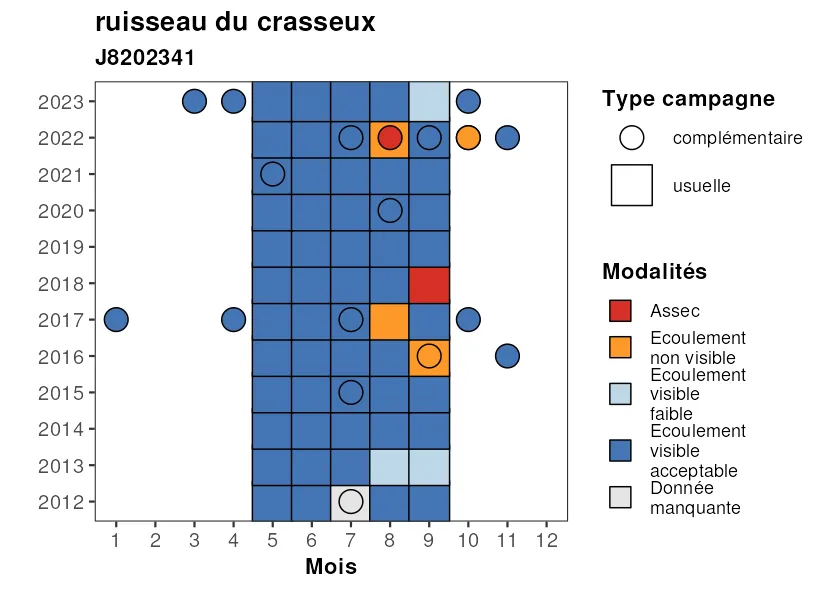 ruisseau du crasseux
J8202341
2023
2022
2021
2020
2019
2018
2017
2016
2015
2014
2013
2012
1 2 3 4 5 6 7 8 9 10 11 12
Mois
Type campagne
complémentaire
usuelle
Modalités
Assec
Ecoulement
non visible
Ecoulement
visible
faible
Ecoulement
visible
acceptable
Donnée
manquante